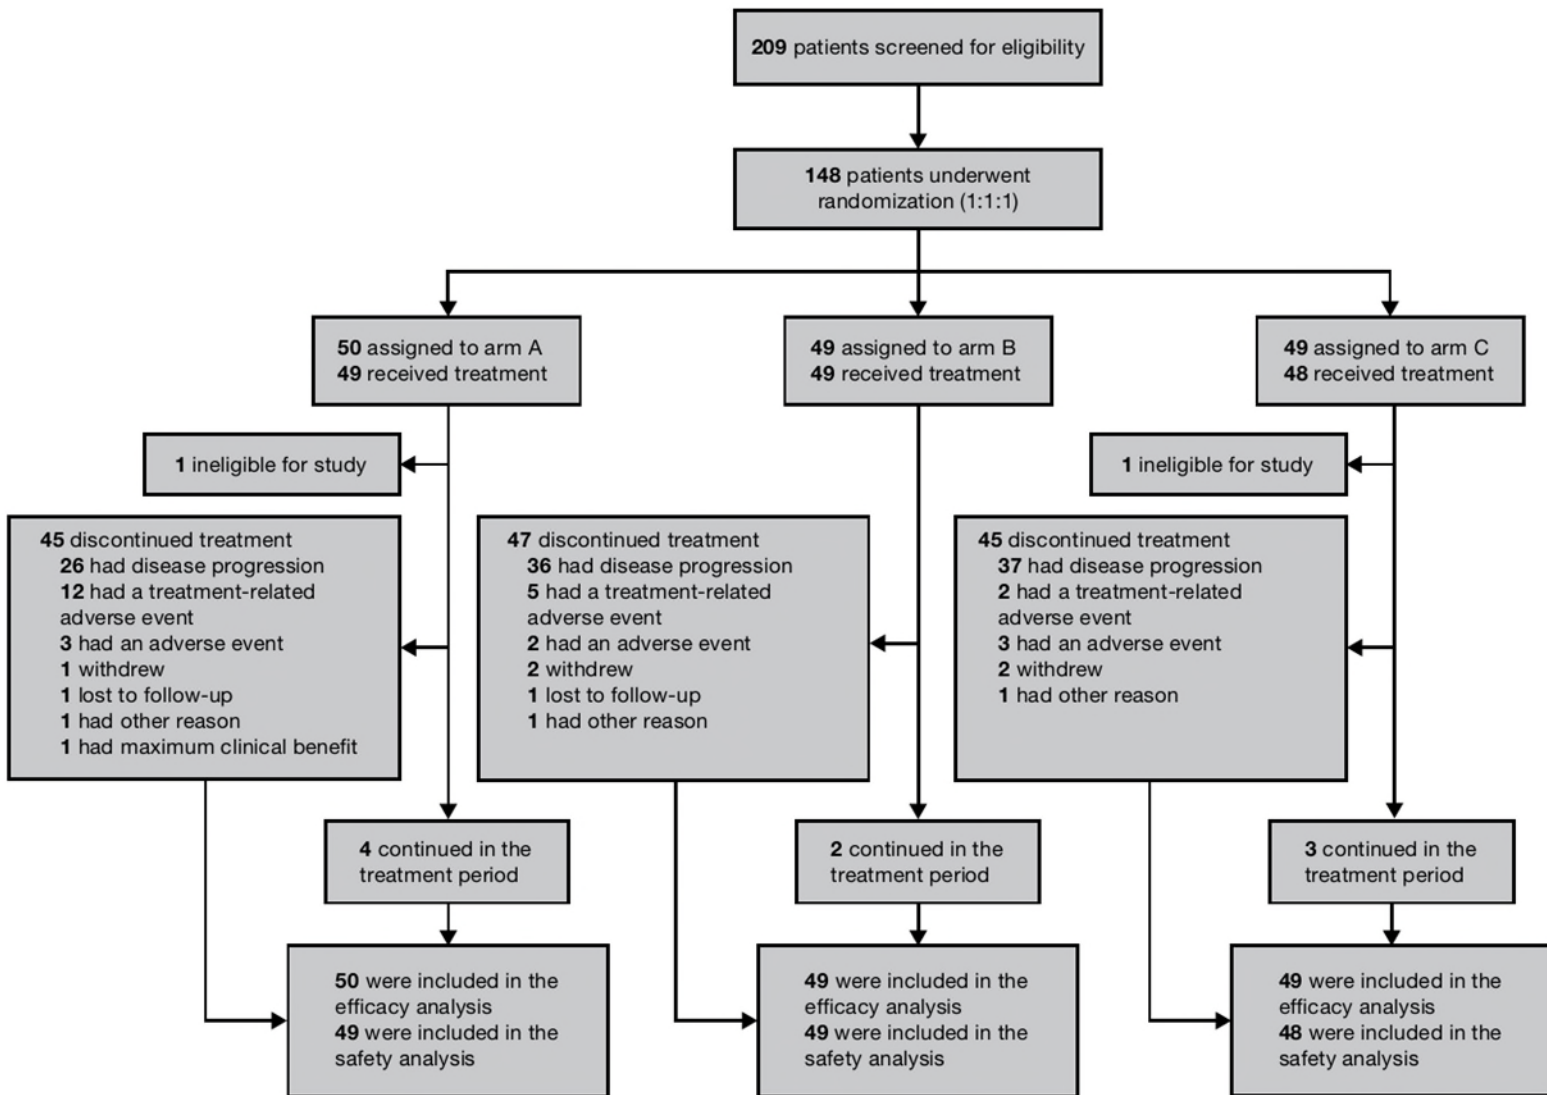 209 patients screened for eligibility
148 patients underwent
randomization (1:1:1)
50 assigned to arm A
49 received treatment
49 assigned to arm B
49 received treatment
49 assigned to arm C
48 received treatment
1 ineligible for study
1 ineligible for study
45 discontinued treatment
26 had disease progression
12 had a treatment-related
adverse event
3 had an adverse event
1 withdrew
1 lost to follow-up
1 had other reason
1 had maximum clinical benefit
47 discontinued treatment
36 had disease progression
5 had a treatment-related
adverse event
2 had an adverse event
2 withdrew
1 lost to follow-up
1 had other reason
45 discontinued treatment
37 had disease progression
2 had a treatment-related
adverse event
3 had an adverse event
2 withdrew
1 had other reason
4 continued in the
treatment period
2 continued in the
treatment period
3 continued in the
treatment period
50 were included in the
efficacy analysis
49 were included in the
safety analysis
49 were included in the
efficacy analysis
49 were included in the
safety analysis
49 were included in the
efficacy analysis
48 were included in the
safety analysis